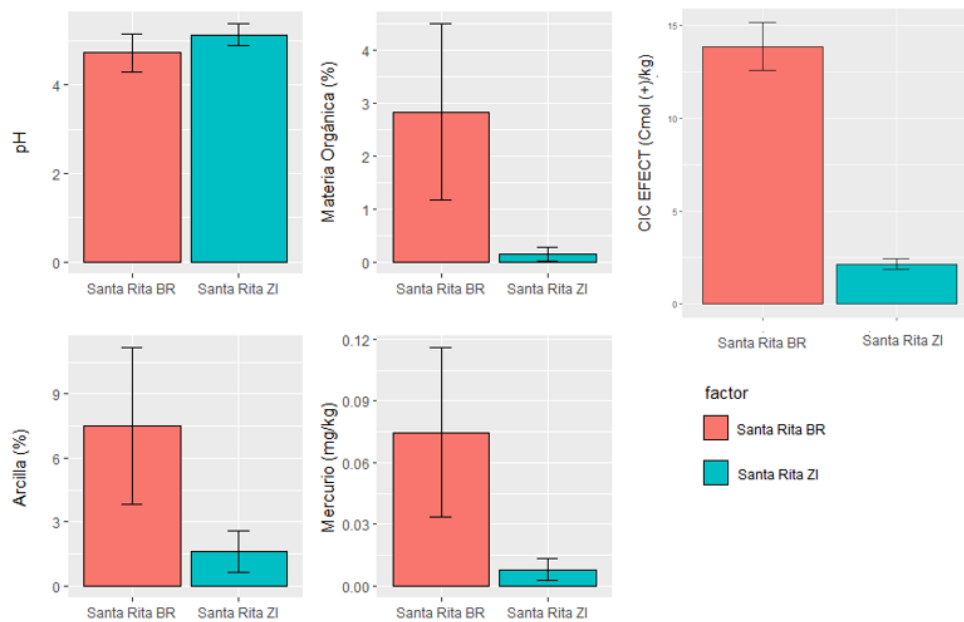 pH
4
2
0
Santa Rita BR Santa Rita ZI
Materia Orgánica (%)
4
3
2
1
0
Santa Rita BR Santa Rita ZI
CIC EFECT (Cmol (+)/kg)
15
10
5
0
Santa Rita BR Santa Rita ZI
Arcilla (%)
9
6
3
0
Santa Rita BR Santa Rita ZI
Mercurio (mg/kg)
0.12
0.09
0.06
0.03
0.00
Santa Rita BR Santa Rita ZI
factor
Santa Rita BR
Santa Rita ZI